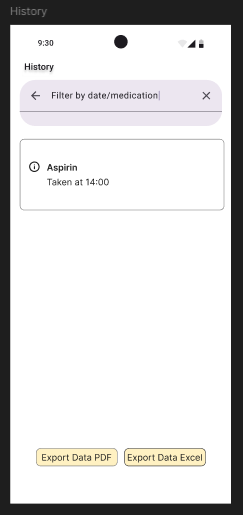 History
9:30
History
Filter by date/medication
Aspirin
Taken at 14:00
Export Data PDF
Export Data Excel